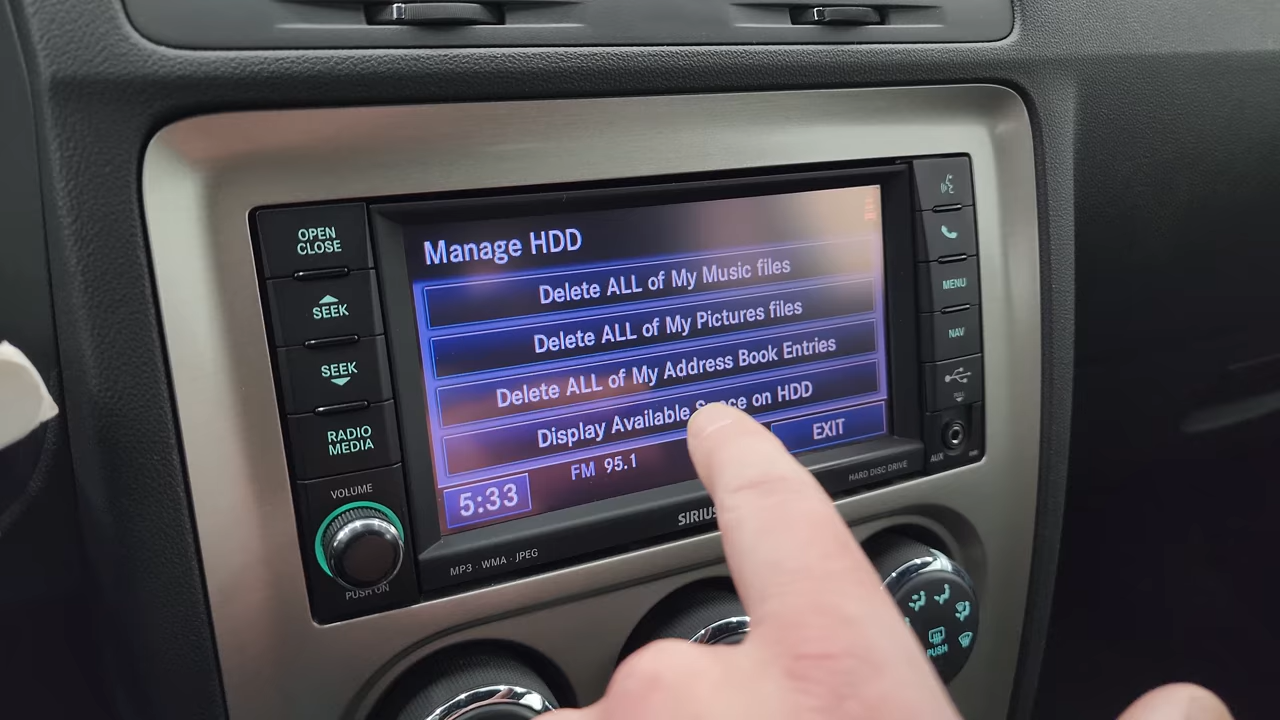 OPEN
CLOSE
SEEK
SEEK
RADIO
MEDIA
VOLUME
PUSH ON
Manage HDD
Delete ALL of My Music files
Delete ALL of My Pictures files
Delete ALL of My Address Book Entries
Display Available Space on HDD
EXIT
FM 95.1
5:33
MP3 · WMA · JPEG
SIRIUS
HARD DISC DRIVE
MENU
NAV
AUX
PUSH